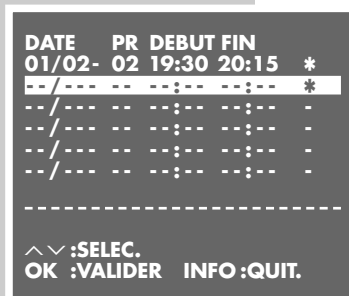 DATE PR DEBUT FIN
01/02- 02 19:30 20:15 *
--/--- -- --:-- --:-- *
--/--- -- --:-- --:-- -
--/--- -- --:-- --:-- -
--/--- -- --:-- --:-- -
--/--- -- --:-- --:-- -
---------------------------
︿﹀:SELEC.
OK :VALIDER INFO :QUIT.